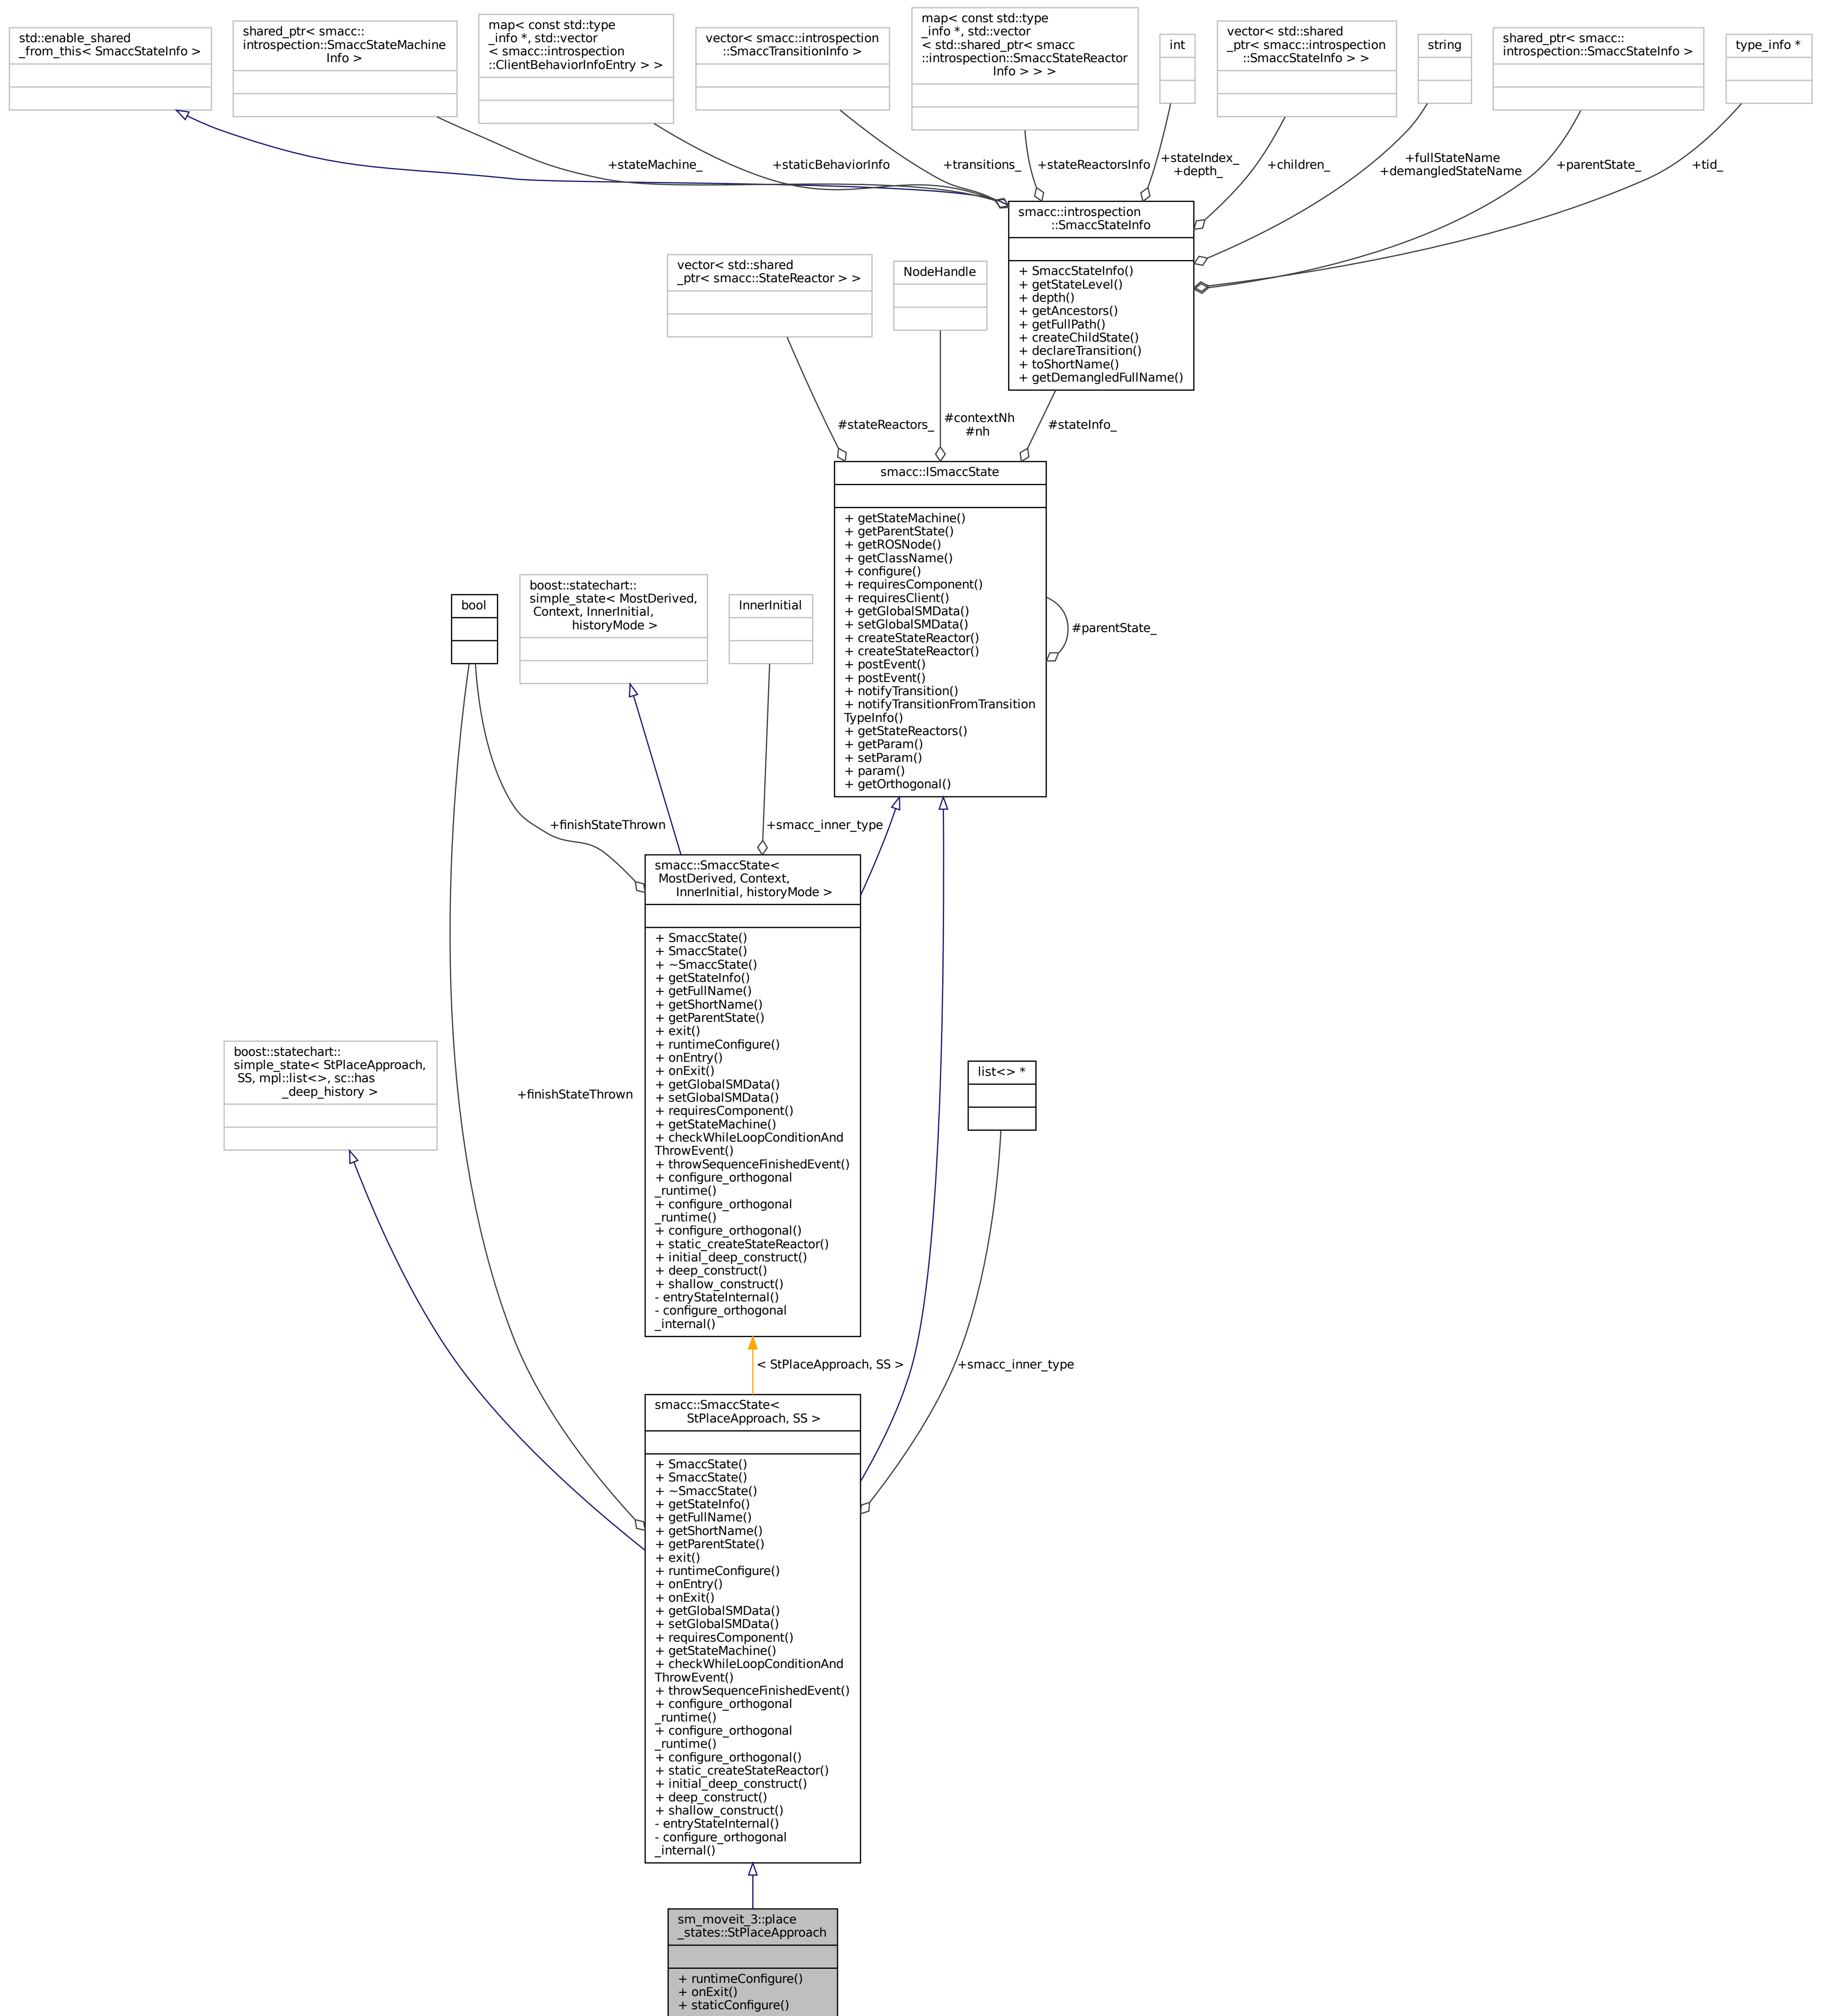 std::enable_shared
_from_this< SmaccStateInfo >
shared_ptr< smacc::
introspection::SmaccStateMachine
Info >
map< const std::type
_info *, std::vector
< smacc::introspection
::ClientBehaviorInfoEntry > >
vector< smacc::introspection
::SmaccTransitionInfo >
map< const std::type
_info *, std::vector
< std::shared_ptr< smacc
::introspection::SmaccStateReactor
Info > > >
int
vector< std::shared
_ptr< smacc::introspection
::SmaccStateInfo > >
string
shared_ptr< smacc::
introspection::SmaccStateInfo >
type_info *
+stateMachine_
+staticBehaviorInfo
+transitions_
+stateReactorsInfo
+stateIndex_
+depth_
+children_
+fullStateName
+demangledStateName
+parentState_
+tid_
smacc::introspection
::SmaccStateInfo
+ SmaccStateInfo()
+ getStateLevel()
+ depth()
+ getAncestors()
+ getFullPath()
+ createChildState()
+ declareTransition()
+ toShortName()
+ getDemangledFullName()
vector< std::shared
_ptr< smacc::StateReactor > >
NodeHandle
#stateReactors_
#contextNh
#nh
#stateInfo_
smacc::ISmaccState
+ getStateMachine()
+ getParentState()
+ getROSNode()
+ getClassName()
+ configure()
+ requiresComponent()
+ requiresClient()
+ getGlobalSMData()
+ setGlobalSMData()
+ createStateReactor()
+ createStateReactor()
+ postEvent()
+ postEvent()
+ notifyTransition()
+ notifyTransitionFromTransition
TypeInfo()
+ getStateReactors()
+ getParam()
+ setParam()
+ param()
+ getOrthogonal()
#parentState_
bool
boost::statechart::
simple_state< MostDerived,
Context, InnerInitial,
historyMode >
InnerInitial
+finishStateThrown
+smacc_inner_type
smacc::SmaccState<
MostDerived, Context,
InnerInitial, historyMode >
+ SmaccState()
+ SmaccState()
+ ~SmaccState()
+ getStateInfo()
+ getFullName()
+ getShortName()
+ getParentState()
+ exit()
+ runtimeConfigure()
+ onEntry()
+ onExit()
+ getGlobalSMData()
+ setGlobalSMData()
+ requiresComponent()
+ getStateMachine()
+ checkWhileLoopConditionAnd
ThrowEvent()
+ throwSequenceFinishedEvent()
+ configure_orthogonal
_runtime()
+ configure_orthogonal
_runtime()
+ configure_orthogonal()
+ static_createStateReactor()
+ initial_deep_construct()
+ deep_construct()
+ shallow_construct()
- entryStateInternal()
- configure_orthogonal
_internal()
boost::statechart::
simple_state< StPlaceApproach,
SS, mpl::list<>, sc::has
_deep_history >
+finishStateThrown
list<> *
< StPlaceApproach, SS >
+smacc_inner_type
smacc::SmaccState<
StPlaceApproach, SS >
+ SmaccState()
+ SmaccState()
+ ~SmaccState()
+ getStateInfo()
+ getFullName()
+ getShortName()
+ getParentState()
+ exit()
+ runtimeConfigure()
+ onEntry()
+ onExit()
+ getGlobalSMData()
+ setGlobalSMData()
+ requiresComponent()
+ getStateMachine()
+ checkWhileLoopConditionAnd
ThrowEvent()
+ throwSequenceFinishedEvent()
+ configure_orthogonal
_runtime()
+ configure_orthogonal
_runtime()
+ configure_orthogonal()
+ static_createStateReactor()
+ initial_deep_construct()
+ deep_construct()
+ shallow_construct()
- entryStateInternal()
- configure_orthogonal
_internal()
sm_moveit_3::place
_states::StPlaceApproach
+ runtimeConfigure()
+ onExit()
+ staticConfigure()